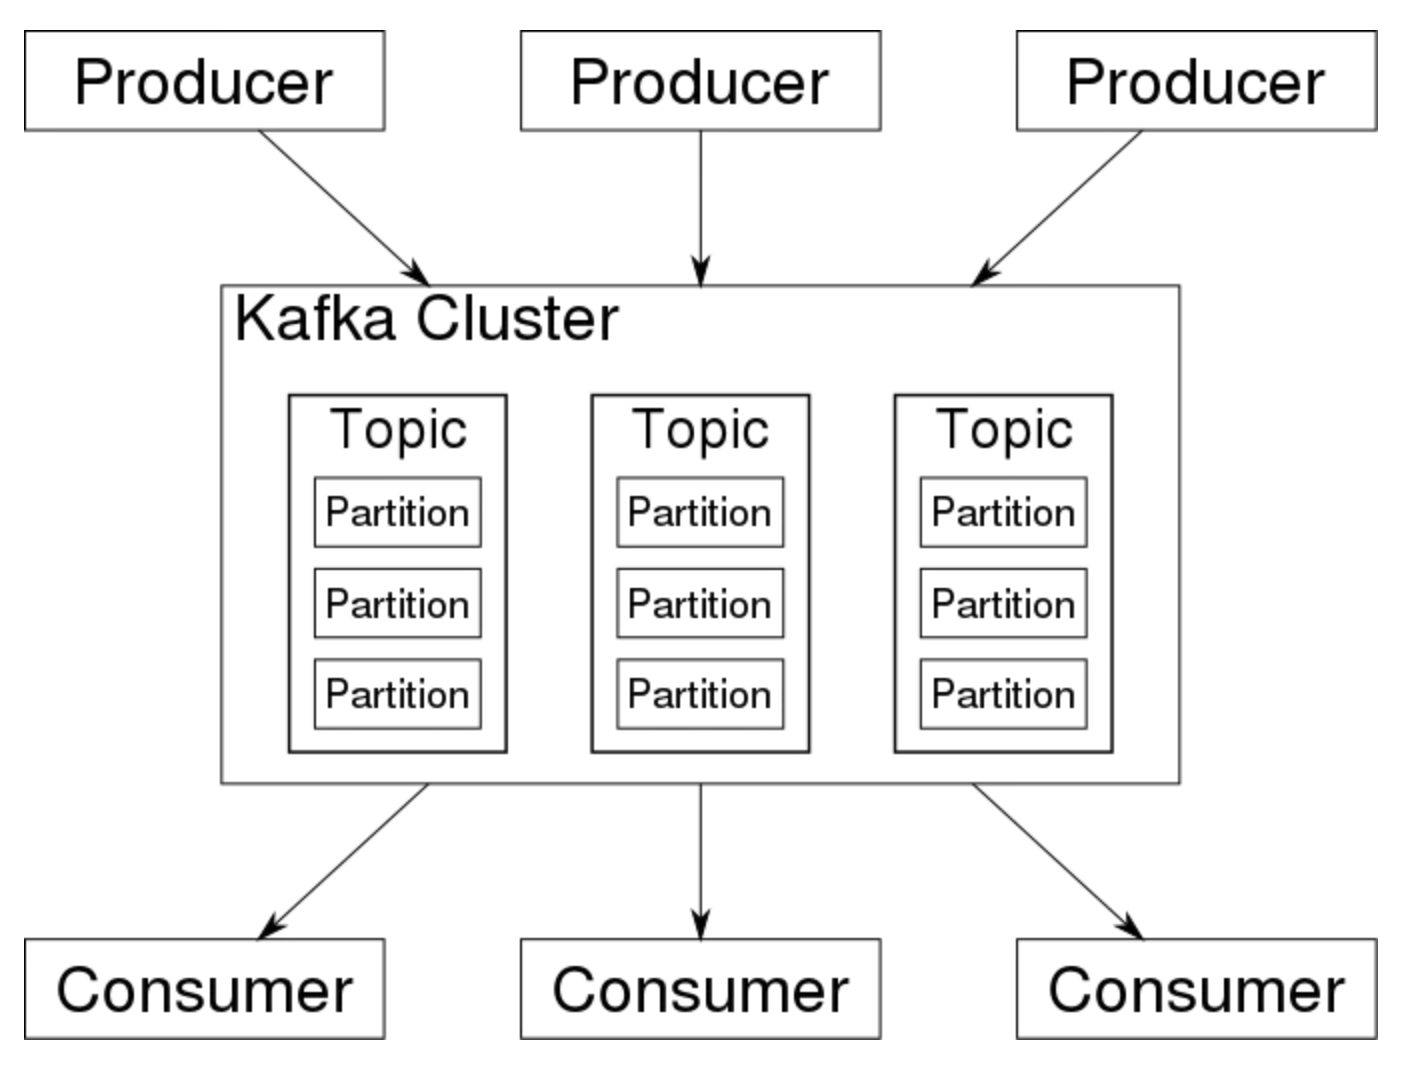 Producer
Producer
Producer
Kafka Cluster
Topic
Partition
Partition
Partition
Topic
Partition
Partition
Partition
Topic
Partition
Partition
Partition
Consumer
Consumer
Consumer